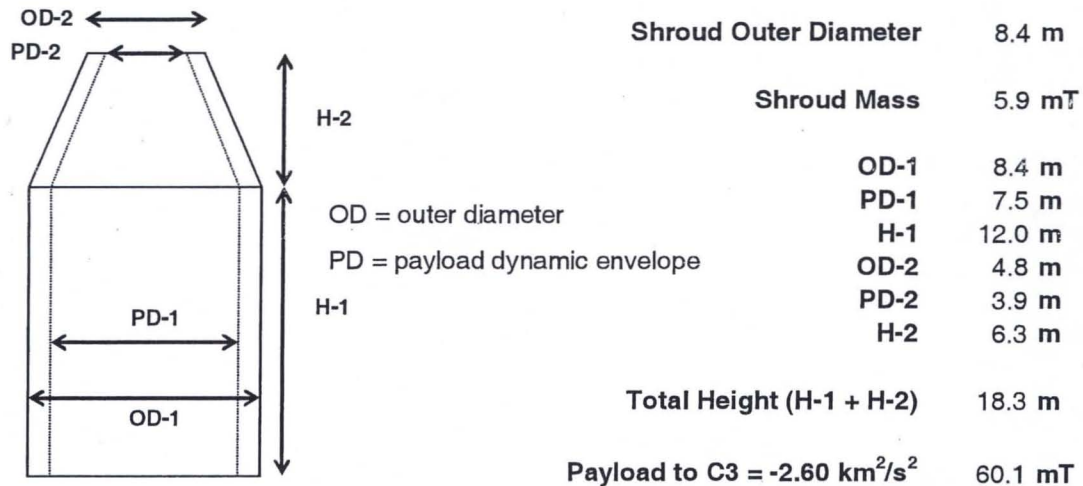 OD-2
PD-2
H-2
OD = outer diameter
PD = payload dynamic envelope
H-1
PD-1
OD-1
Shroud Outer Diameter 8.4 m
Shroud Mass 5.9 mT
OD-1 8.4 m
PD-1 7.5 m
H-1 12.0 m
OD-2 4.8 m
PD-2 3.9 m
H-2 6.3 m
Total Height (H-1 + H-2) 18.3 m
Payload to C3 = -2.60 km²/s² 60.1 mT